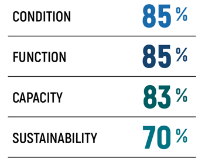 CONDITION 85%
FUNCTION 85%
CAPACITY 83%
SUSTAINABILITY 70%